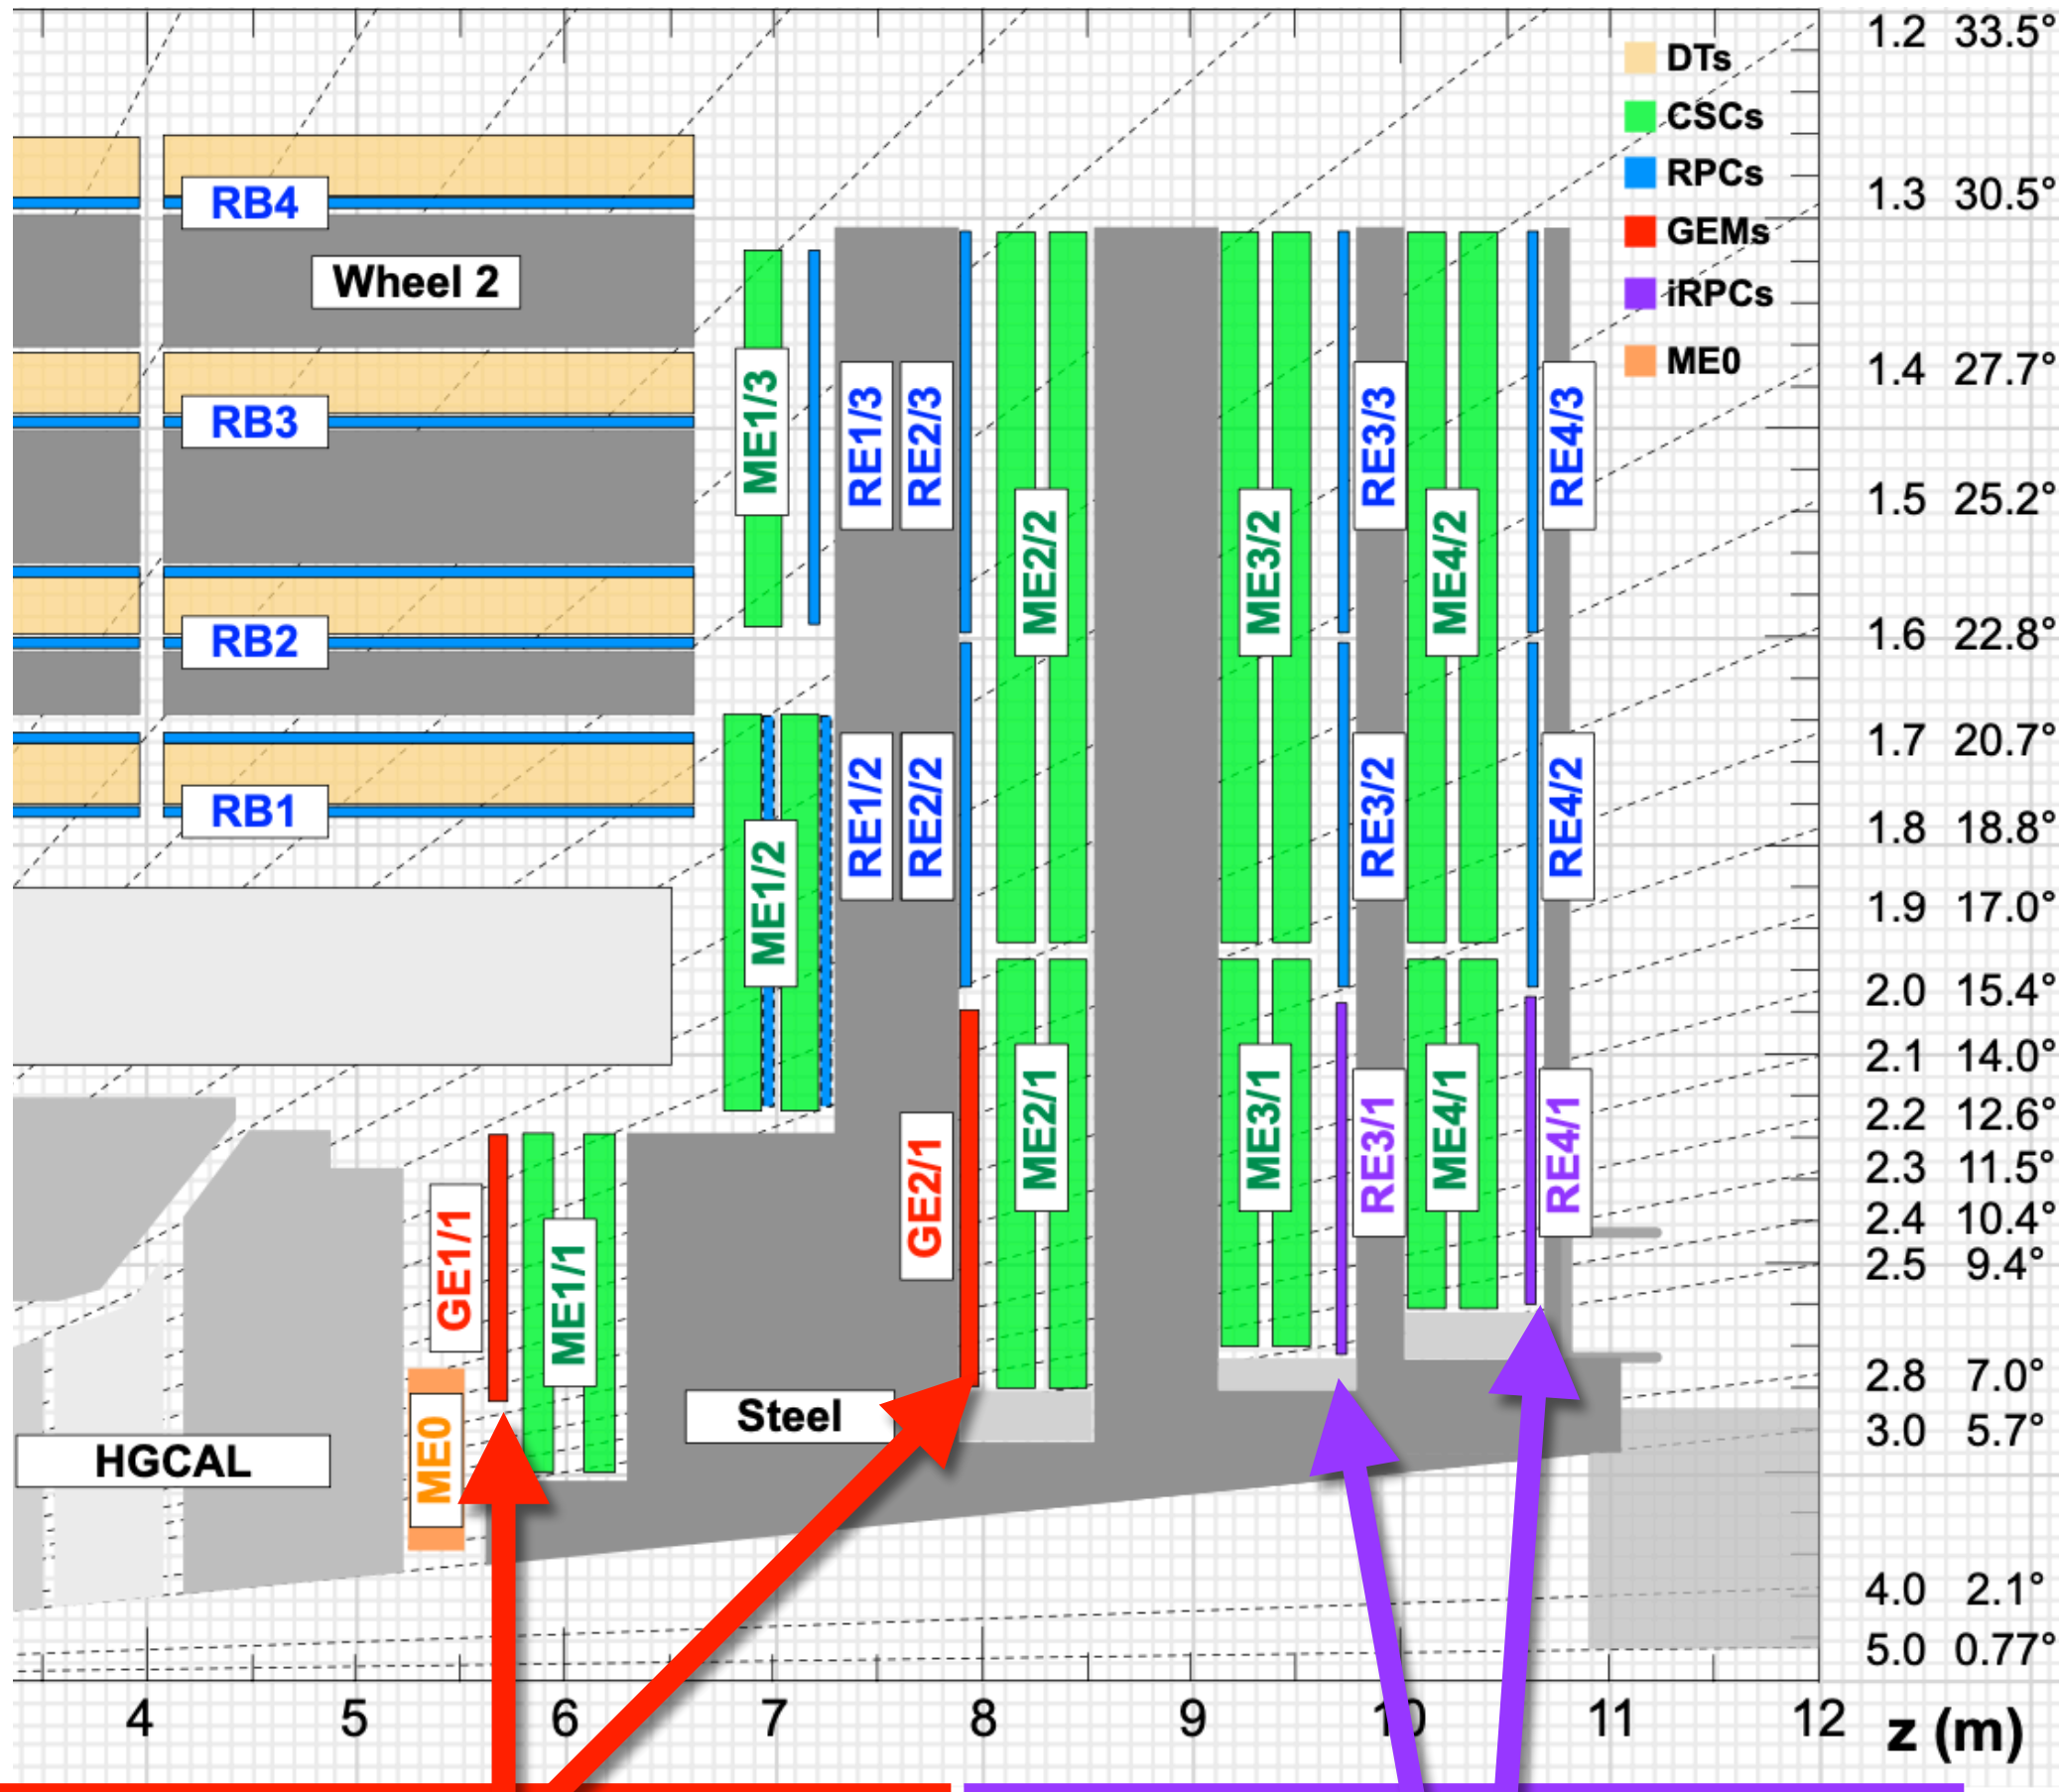 DTs
CSCs
RPCs
GEMs
iRPCs
ME0
1.2 33.5°
1.3 30.5°
1.4 27.7°
1.5 25.2°
1.6 22.8°
1.7 20.7°
1.8 18.8°
1.9 17.0°
2.0 15.4°
2.1 14.0°
2.2 12.6°
2.3 11.5°
2.4 10.4°
2.5 9.4°
2.8 7.0°
3.0 5.7°
4.0 2.1°
5.0 0.77°
RB4
Wheel 2
RB3
RB2
RB1
ME1/3
RE1/3
RE2/3
ME2/2
ME3/2
RE3/3
ME4/2
RE4/3
ME1/2
RE1/2
RE2/2
RE3/2
RE4/2
GE1/1
ME1/1
GE2/1
ME2/1
ME3/1
RE3/1
ME4/1
RE4/1
ME0
HGCAL
Steel
4 5 6 7 8 9 10 11 12 z (m)